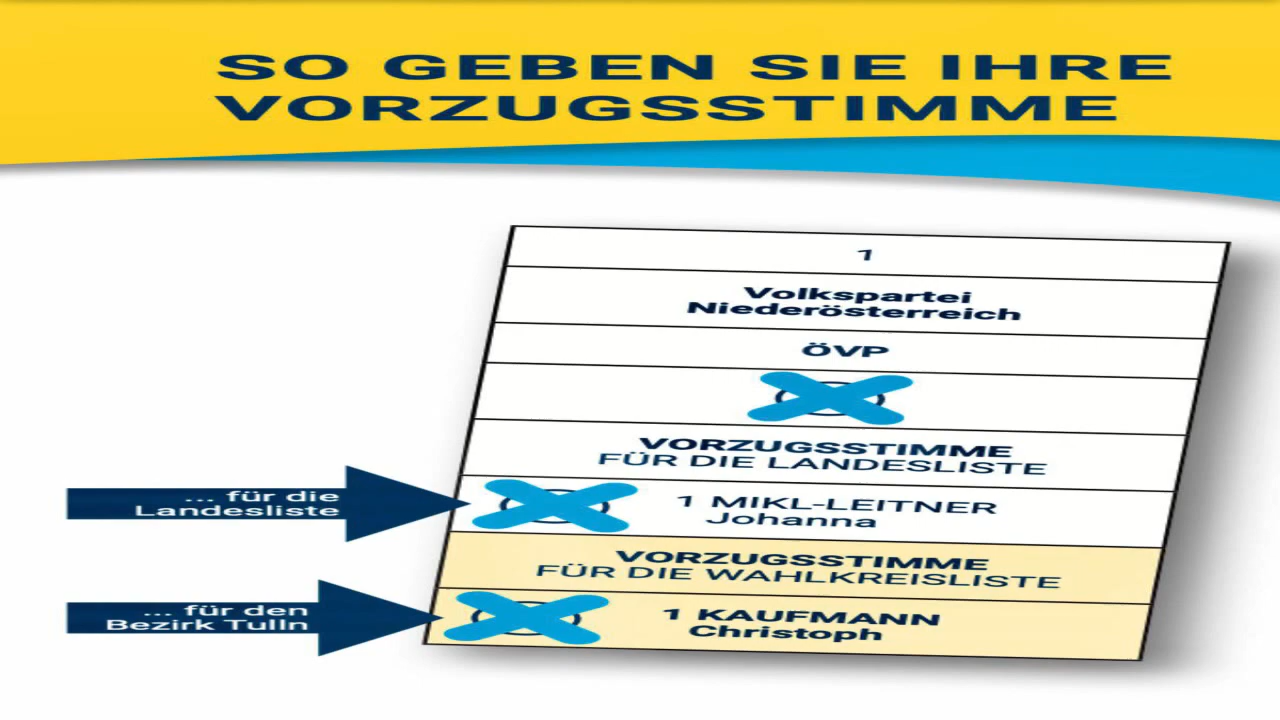 SO GEBEN SIE IHRE
VORZUGSSTIMME
1
Volkspartei
Niederösterreich
ÖVP
VORZUGSSTIMME
FÜR DIE LANDESLISTE
... für die
Landesliste
1 MIKL-LEITNER
Johanna
VORZUGSSTIMME
FÜR DIE WAHLKREISLISTE
... für den
Bezirk Tulln
1 KAUFMANN
Christoph